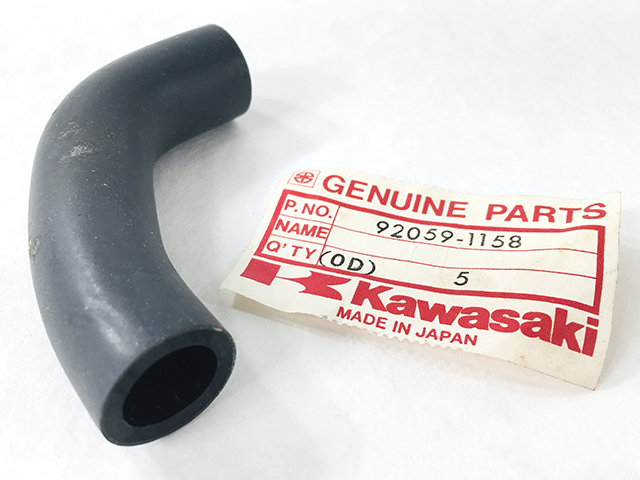 GENUINE PARTS
P.NO. 92059-1158
NAME
Q'TY (OD) 5
Kawasaki
MADE IN JAPAN